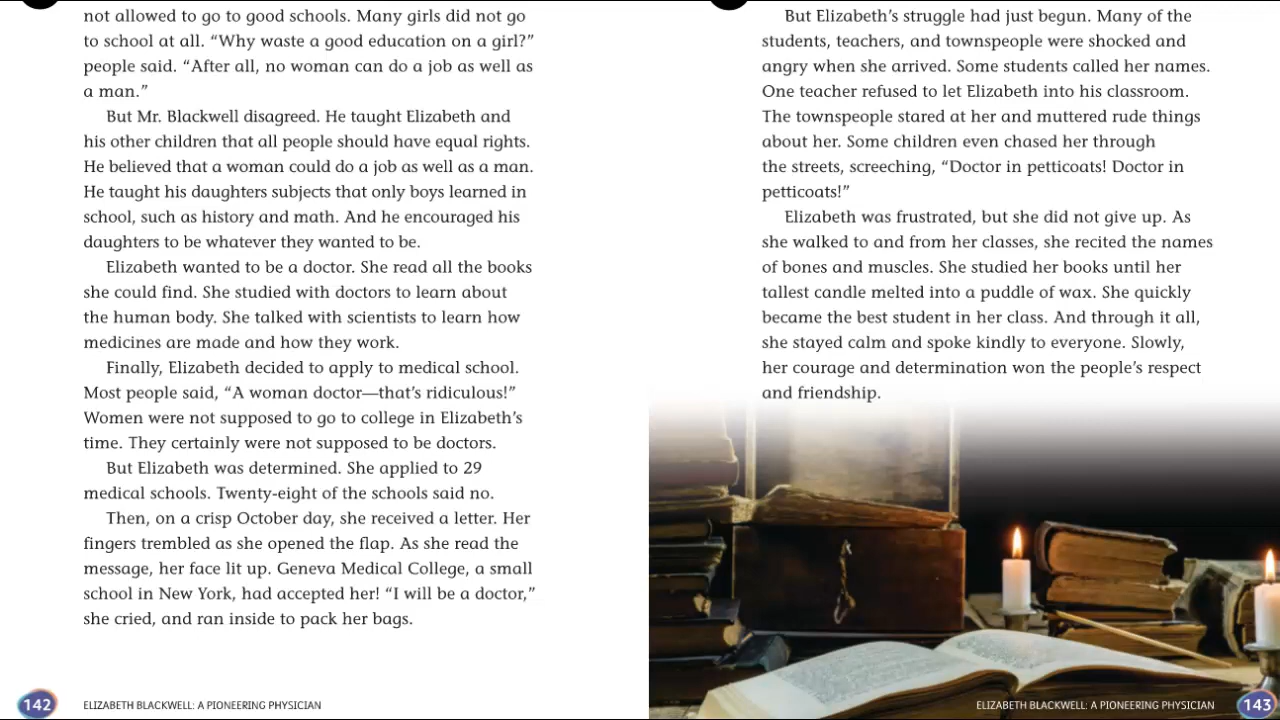 not allowed to go to good schools. Many girls did not go
to school at all. “Why waste a good education on a girl?”
people said. “After all, no woman can do a job as well as
a man.”
But Mr. Blackwell disagreed. He taught Elizabeth and
his other children that all people should have equal rights.
He believed that a woman could do a job as well as a man.
He taught his daughters subjects that only boys learned in
school, such as history and math. And he encouraged his
daughters to be whatever they wanted to be.
Elizabeth wanted to be a doctor. She read all the books
she could find. She studied with doctors to learn about
the human body. She talked with scientists to learn how
medicines are made and how they work.
Finally, Elizabeth decided to apply to medical school.
Most people said, “A woman doctor—that’s ridiculous!”
Women were not supposed to go to college in Elizabeth’s
time. They certainly were not supposed to be doctors.
But Elizabeth was determined. She applied to 29
medical schools. Twenty-eight of the schools said no.
Then, on a crisp October day, she received a letter. Her
fingers trembled as she opened the flap. As she read the
message, her face lit up. Geneva Medical College, a small
school in New York, had accepted her! “I will be a doctor,”
she cried, and ran inside to pack her bags.
142 ELIZABETH BLACKWELL: A PIONEERING PHYSICIAN
But Elizabeth’s struggle had just begun. Many of the
students, teachers, and townspeople were shocked and
angry when she arrived. Some students called her names.
One teacher refused to let Elizabeth into his classroom.
The townspeople stared at her and muttered rude things
about her. Some children even chased her through
the streets, screeching, “Doctor in petticoats! Doctor in
petticoats!”
Elizabeth was frustrated, but she did not give up. As
she walked to and from her classes, she recited the names
of bones and muscles. She studied her books until her
tallest candle melted into a puddle of wax. She quickly
became the best student in her class. And through it all,
she stayed calm and spoke kindly to everyone. Slowly,
her courage and determination won the people’s respect
and friendship.
ELIZABETH BLACKWELL: A PIONEERING PHYSICIAN 143